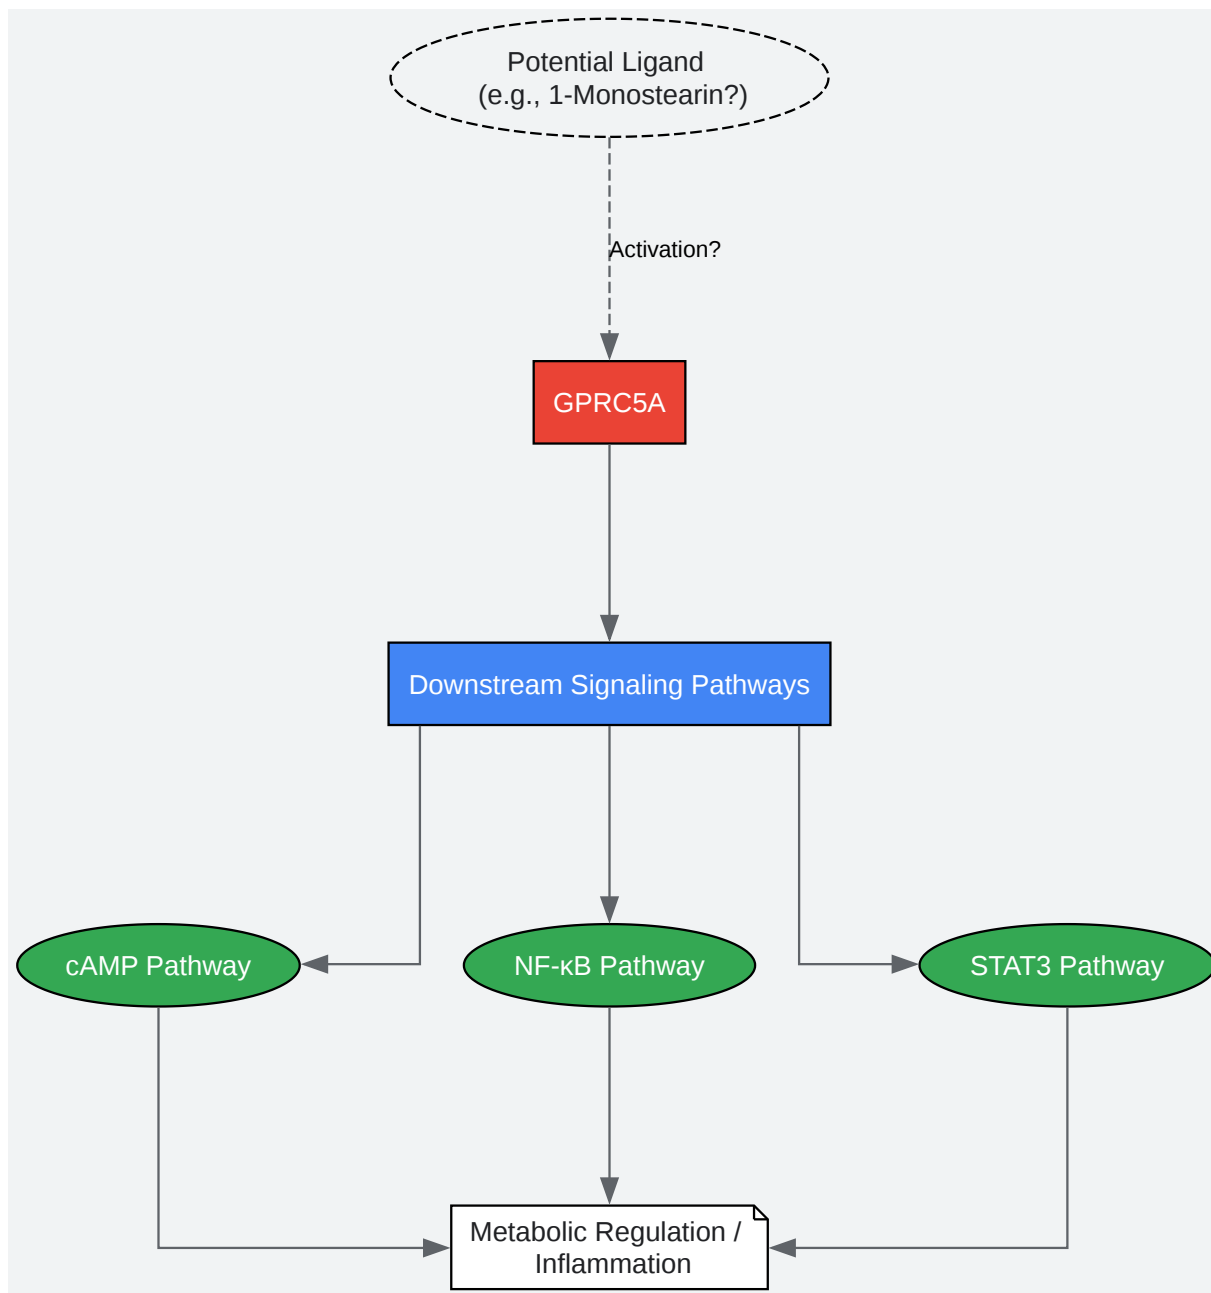 Potential Ligand
(e.g., 1-Monostearin?)
Activation?
GPRC5A
Downstream Signaling Pathways
cAMP Pathway
NF-κB Pathway
STAT3 Pathway
Metabolic Regulation /
Inflammation